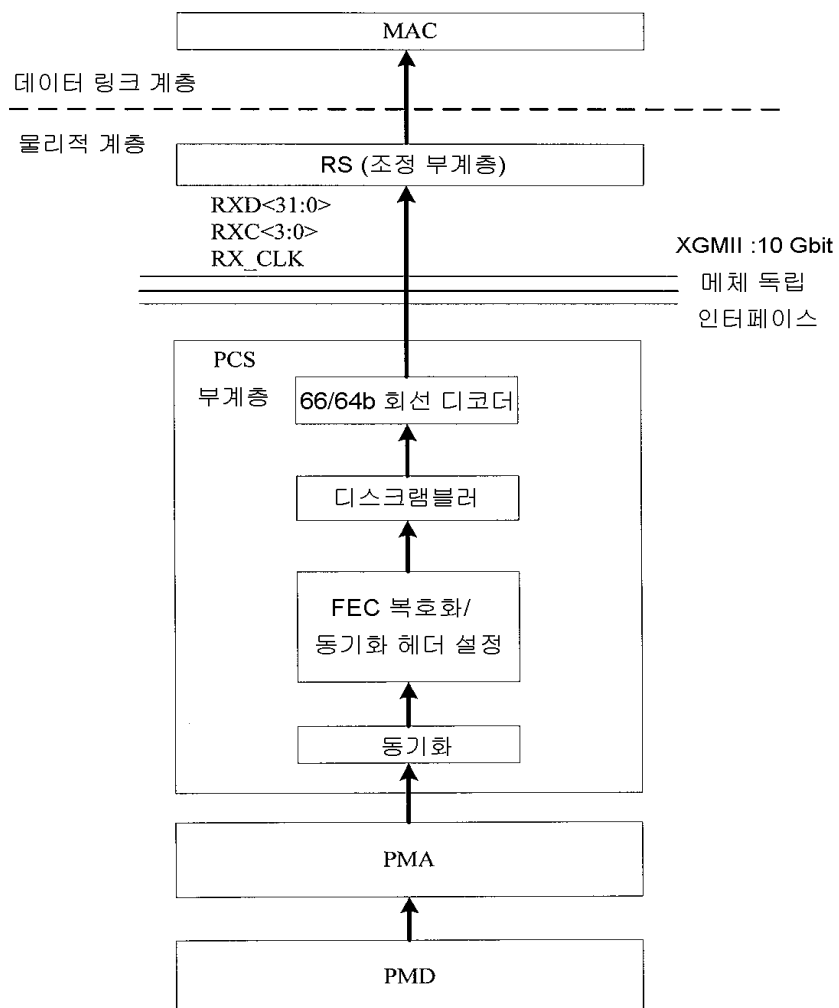 MAC
데이터 링크 계층
물리적 계층
RS (조정 부계층)
RXD<31:0>
RXC<3:0>
RX_CLK
XGMII :10 Gbit
메체 독립
인터페이스
PCS
부계층
66/64b 회선 디코더
디스크램블러
FEC 복호화/
동기화 헤더 설정
동기화
PMA
PMD